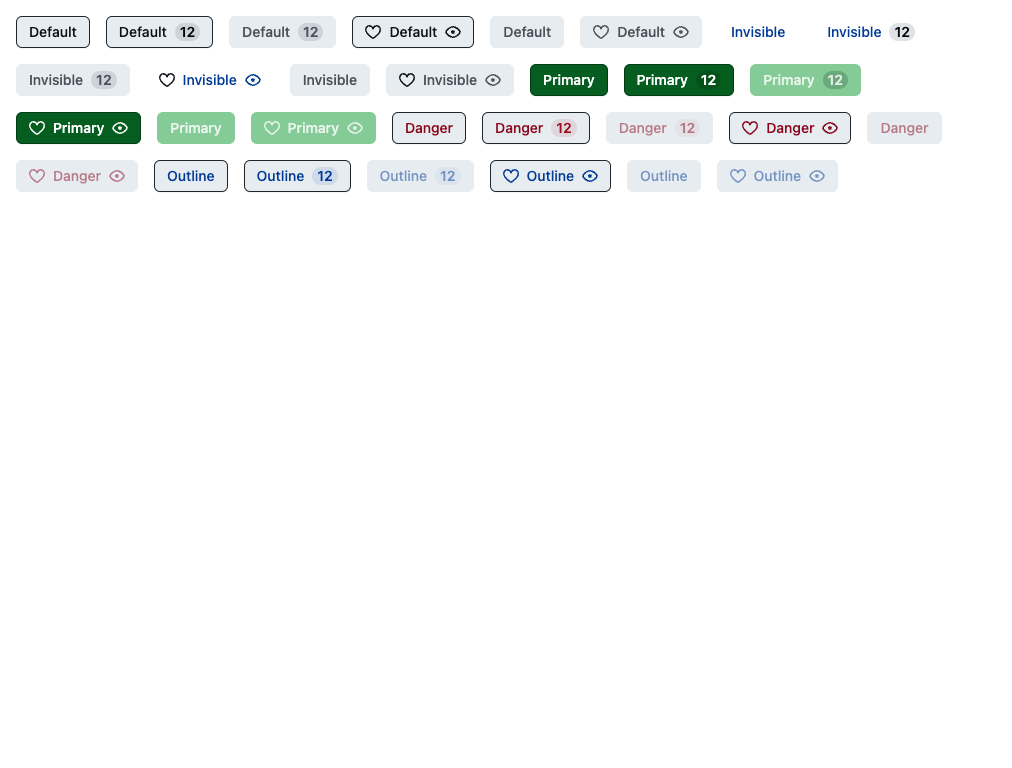 Default Default 12 Default 12 Default Default Default Invisible Invisible 12
Invisible 12 Invisible Invisible Invisible Primary Primary 12 Primary 12
Primary Primary Primary Danger Danger 12 Danger 12 Danger Danger
Danger Outline Outline 12 Outline 12 Outline Outline Outline